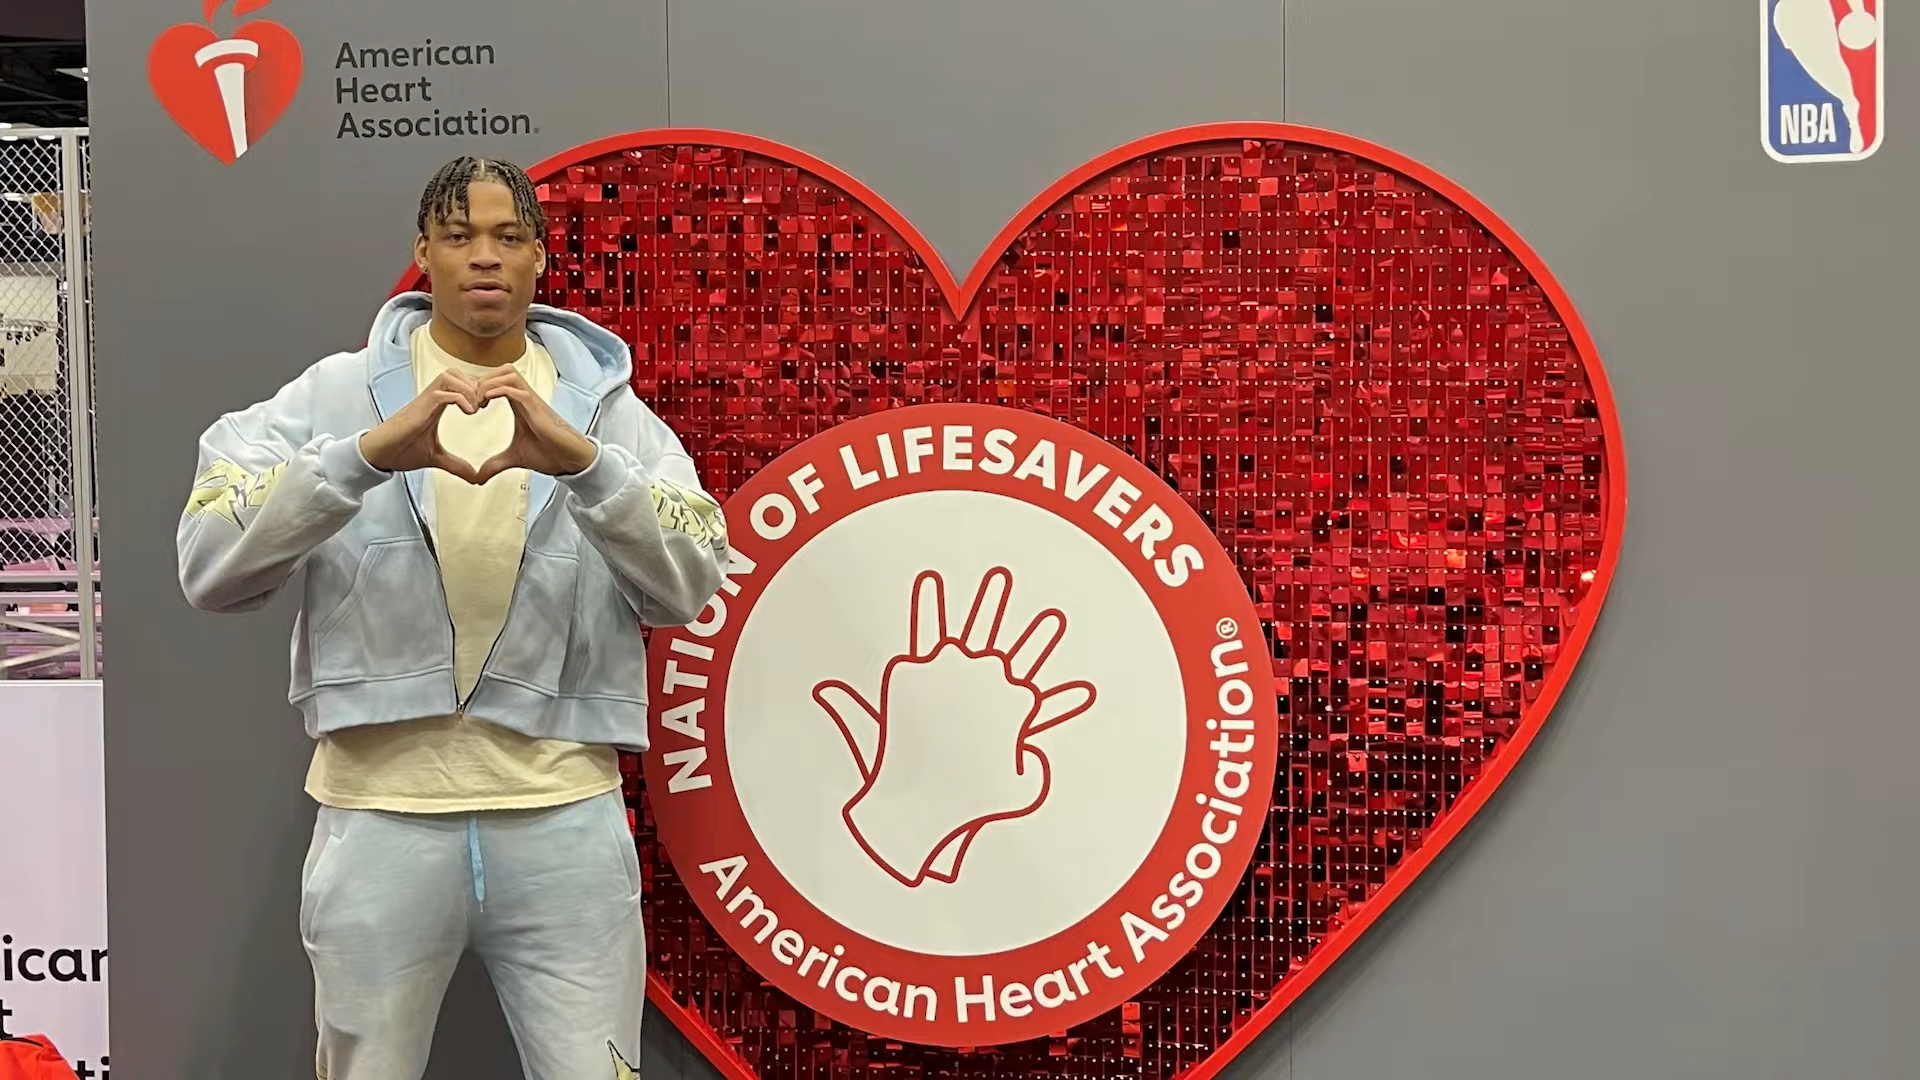 American
Heart
Association.
NBA
NATION OF LIFESAVERS
American Heart Association®